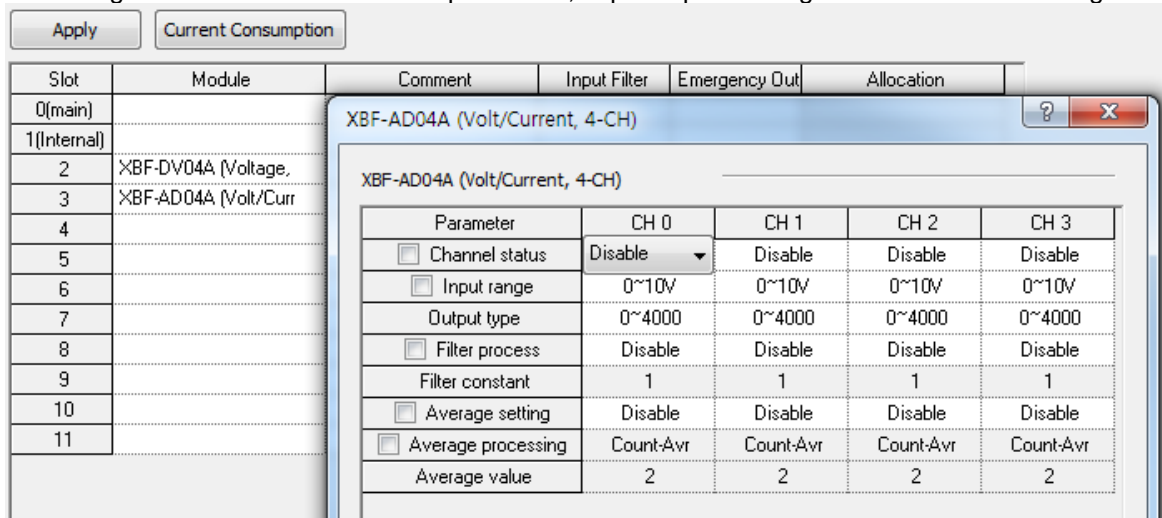 Apply Current Consumption
Slot Module Comment Input Filter Emergency Out Allocation
0(main)
1(Internal)
2 XBF-DV04A (Voltage,
3 XBF-AD04A (Volt/Curr
4
5
6
7
8
9
10
11
XBF-AD04A (Volt/Current, 4-CH)
XBF-AD04A (Volt/Current, 4-CH)
Parameter CH 0 CH 1 CH 2 CH 3
Channel status Disable Disable Disable Disable
Input range 0~10V 0~10V 0~10V 0~10V
Output type 0~4000 0~4000 0~4000 0~4000
Filter process Disable Disable Disable Disable
Filter constant 1 1 1 1
Average setting Disable Disable Disable Disable
Average processing Count-Avr Count-Avr Count-Avr Count-Avr
Average value 2 2 2 2